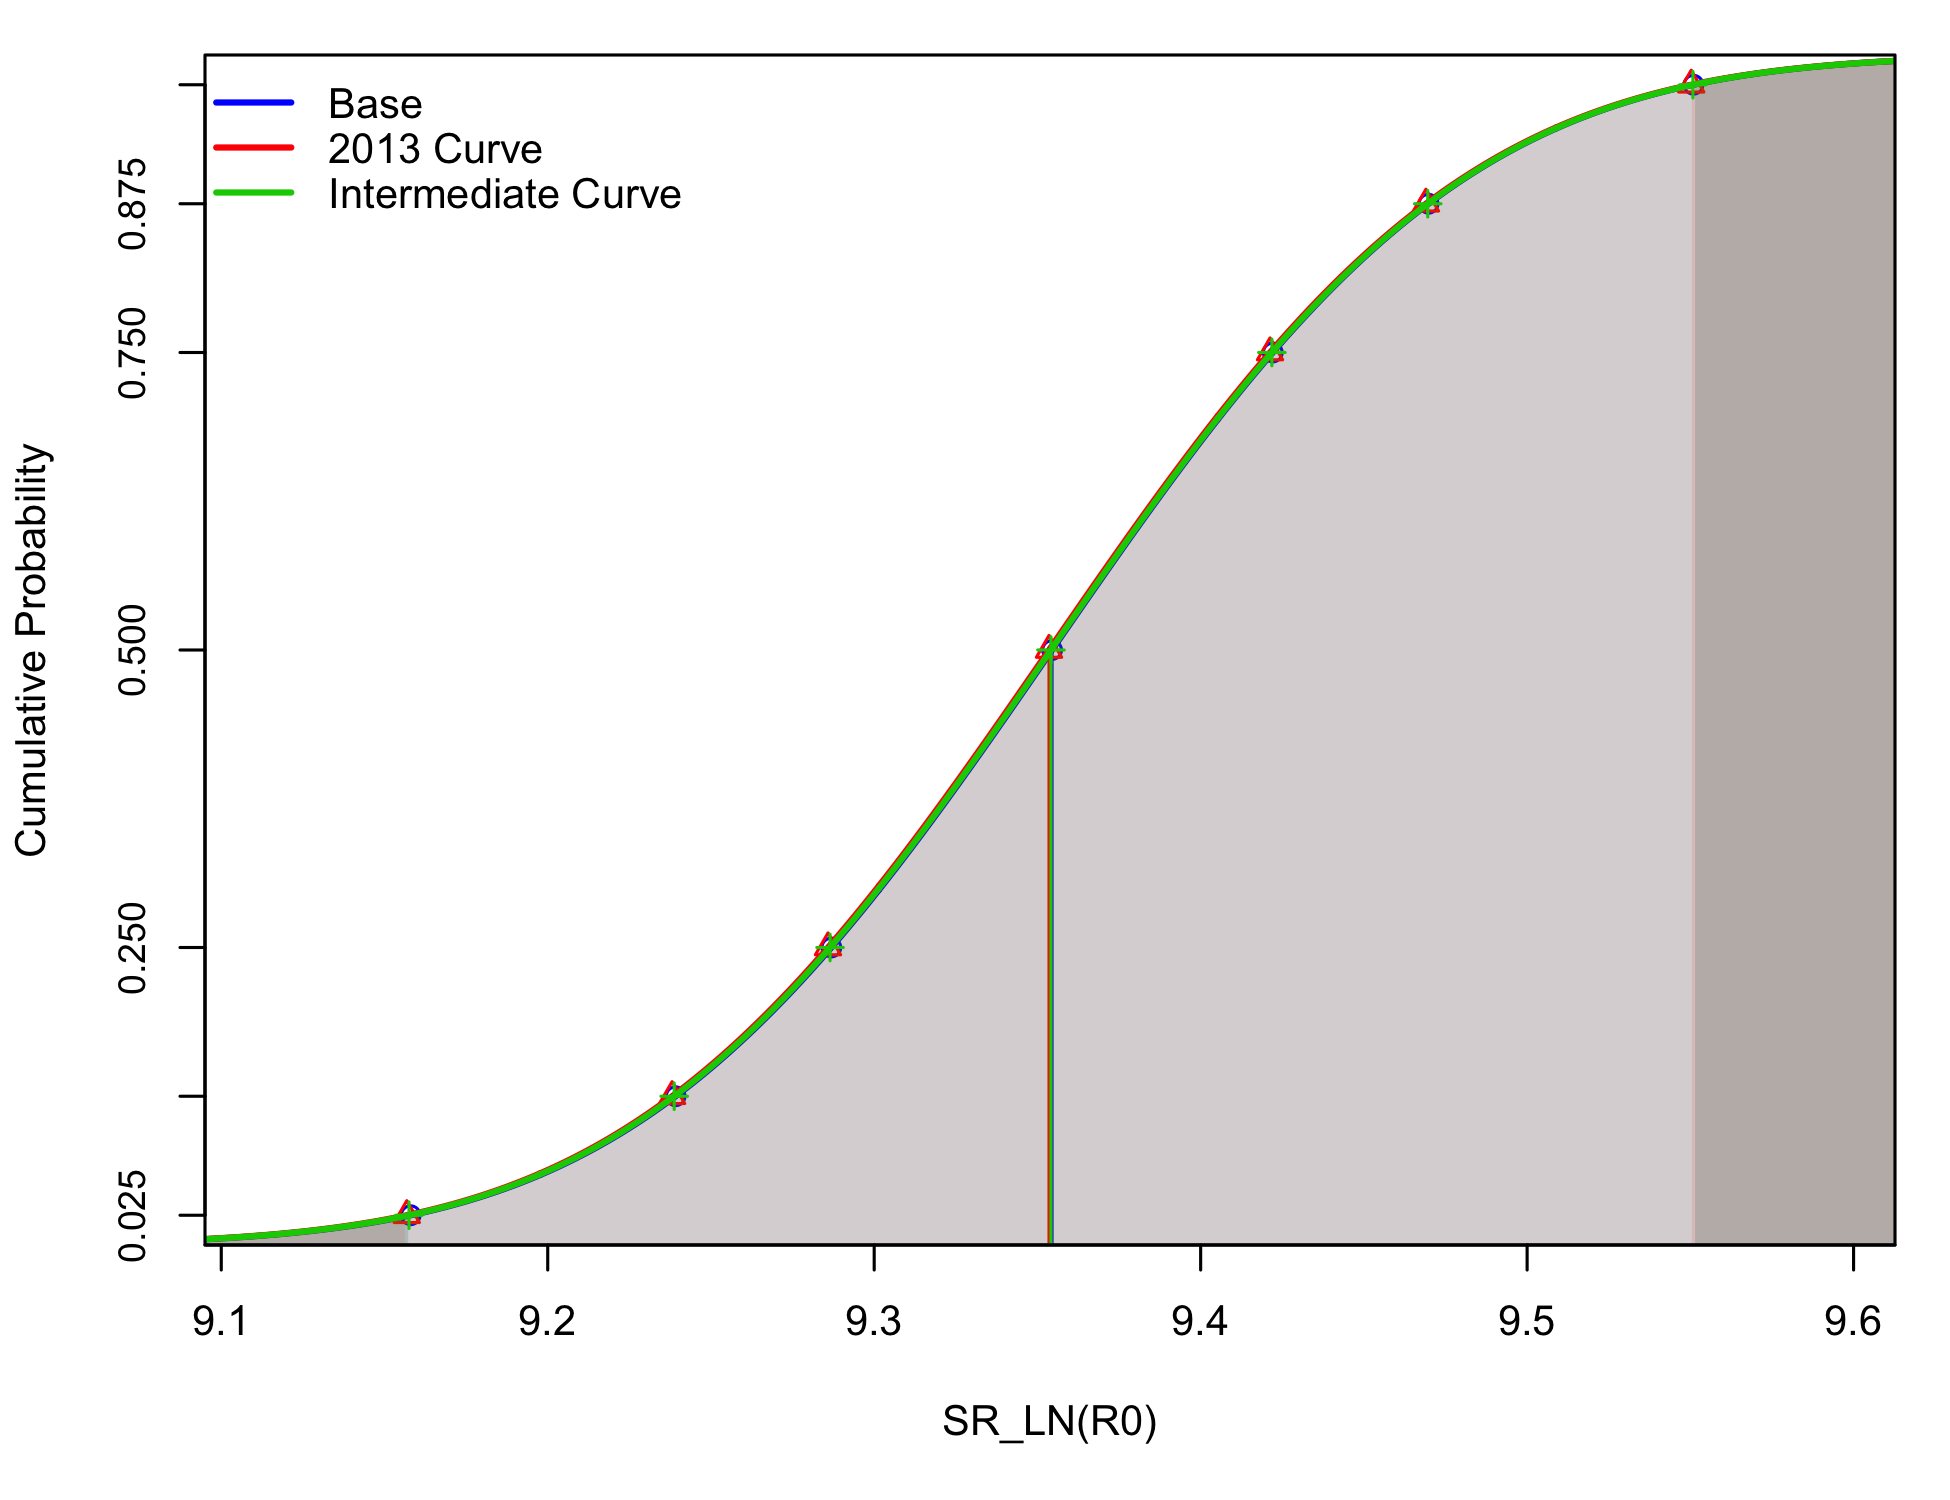 Base
2013 Curve
Intermediate Curve
Cumulative Probability
0.875
0.750
0.500
0.250
0.025
9.1 9.2 9.3 9.4 9.5 9.6
SR_LN(R0)